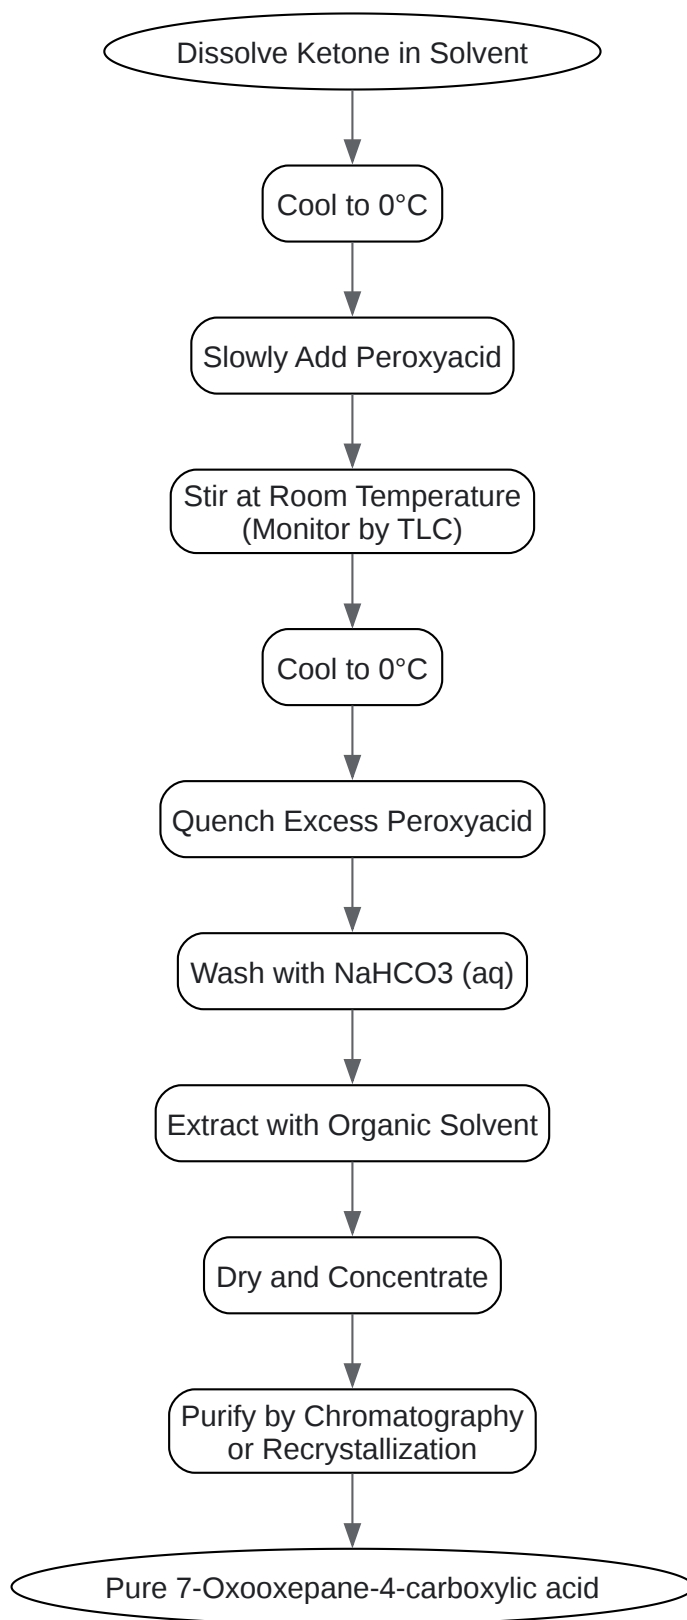 Dissolve Ketone in Solvent
Cool to 0°C
Slowly Add Peroxyacid
Stir at Room Temperature
(Monitor by TLC)
Cool to 0°C
Quench Excess Peroxyacid
Wash with NaHCO3 (aq)
Extract with Organic Solvent
Dry and Concentrate
Purify by Chromatography
or Recrystallization
Pure 7-Oxooxepane-4-carboxylic acid